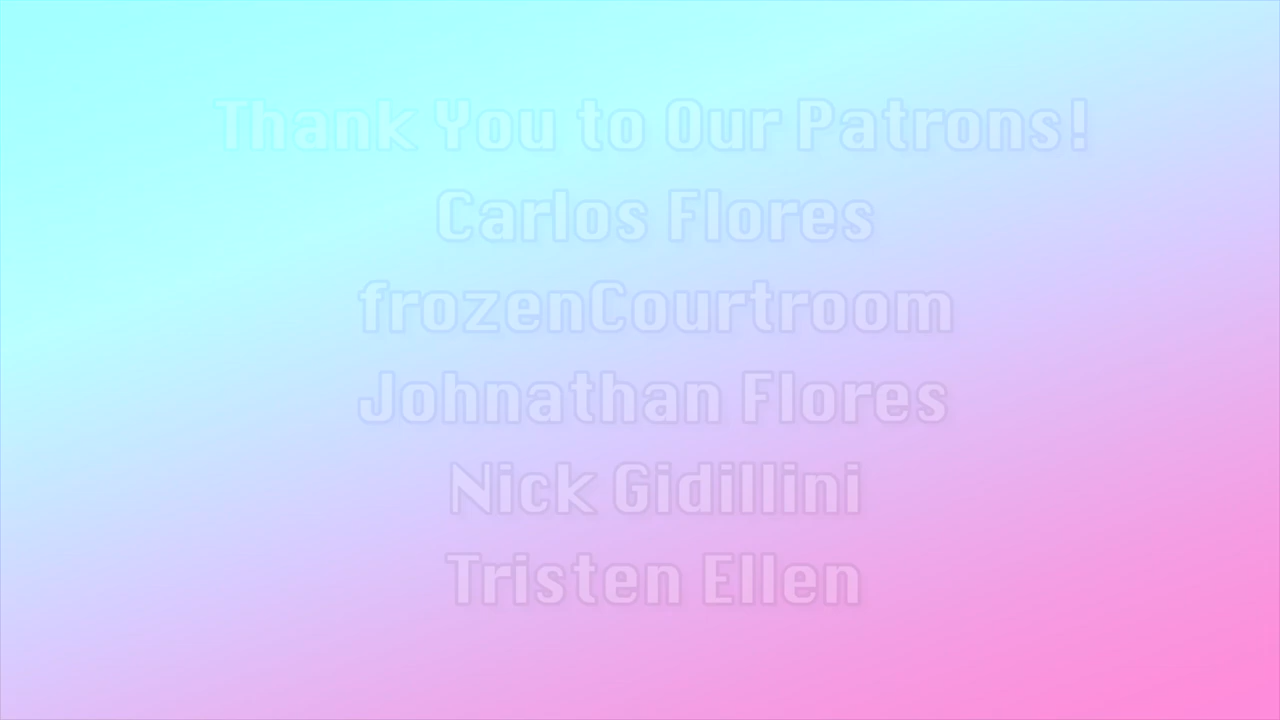 Thank You to Our Patrons!
Carlos Flores
frozenCourtroom
Johnathan Flores
Nick Gidillini
Tristen Ellen